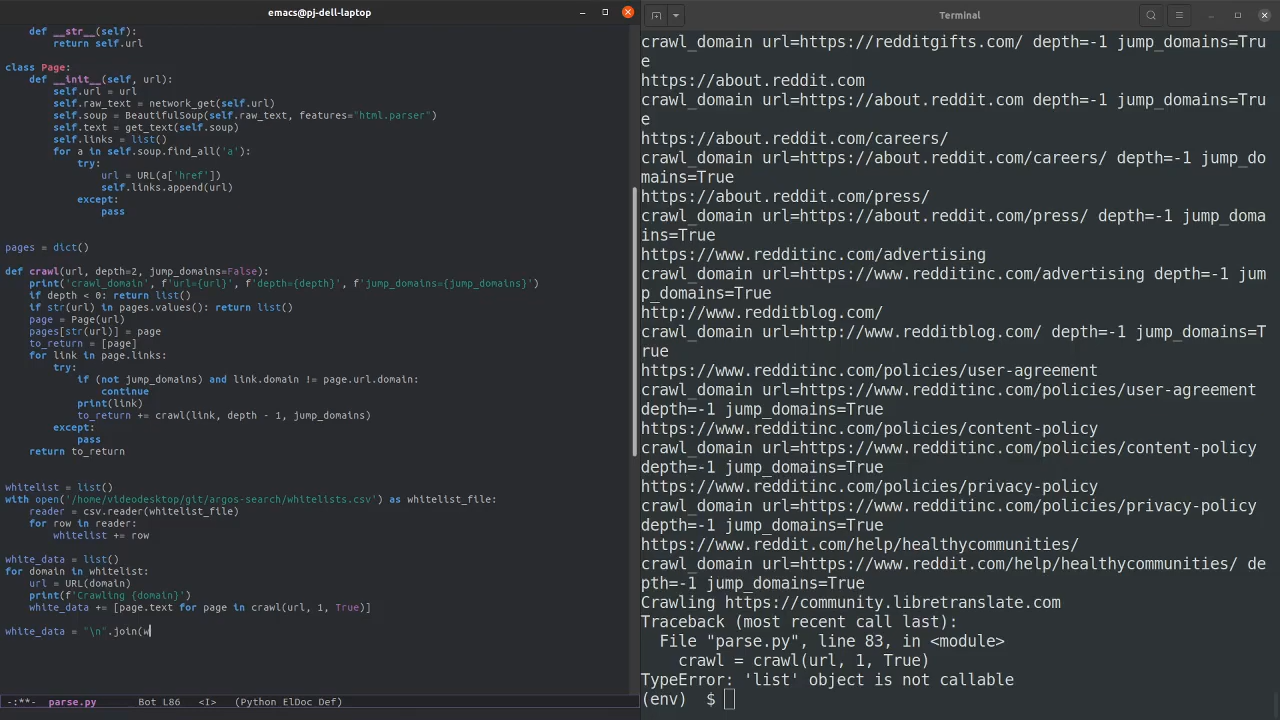 emacs@pj-dell-laptop
def __str__(self):
return self.url
class Page:
def __init__(self, url):
self.url = url
self.raw_text = network_get(self.url)
self.soup = BeautifulSoup(self.raw_text, features="html.parser")
self.text = get_text(self.soup)
self.links = list()
for a in self.soup.find_all('a'):
try:
url = URL(a['href'])
self.links.append(url)
except:
pass
pages = dict()
def crawl(url, depth=2, jump_domains=False):
print('crawl_domain', f'url={url}', f'depth={depth}', f'jump_domains={jump_domains}')
if depth < 0: return list()
if str(url) in pages.values(): return list()
page = Page(url)
pages[str(url)] = page
to_return = [page]
for link in page.links:
try:
if (not jump_domains) and link.domain != page.url.domain:
continue
print(link)
to_return += crawl(link, depth - 1, jump_domains)
except:
pass
return to_return
whitelist = list()
with open('/home/videodesktop/git/argos-search/whitelists.csv') as whitelist_file:
reader = csv.reader(whitelist_file)
for row in reader:
whitelist += row
white_data = list()
for domain in whitelist:
url = URL(domain)
print(f'Crawling {domain}')
white_data += [page.text for page in crawl(url, 1, True)]
white_data = "\n".join(w
-:**- parse.py Bot L86 <I> (Python ElDoc Def)
Terminal
crawl_domain url=https://redditgifts.com/ depth=-1 jump_domains=Tru
e
https://about.reddit.com
crawl_domain url=https://about.reddit.com depth=-1 jump_domains=Tru
e
https://about.reddit.com/careers/
crawl_domain url=https://about.reddit.com/careers/ depth=-1 jump_do
mains=True
https://about.reddit.com/press/
crawl_domain url=https://about.reddit.com/press/ depth=-1 jump_doma
ins=True
https://www.redditinc.com/advertising
crawl_domain url=https://www.redditinc.com/advertising depth=-1 jum
p_domains=True
http://www.redditblog.com/
crawl_domain url=http://www.redditblog.com/ depth=-1 jump_domains=T
rue
https://www.redditinc.com/policies/user-agreement
crawl_domain url=https://www.redditinc.com/policies/user-agreement
depth=-1 jump_domains=True
https://www.redditinc.com/policies/content-policy
crawl_domain url=https://www.redditinc.com/policies/content-policy
depth=-1 jump_domains=True
https://www.redditinc.com/policies/privacy-policy
crawl_domain url=https://www.redditinc.com/policies/privacy-policy
depth=-1 jump_domains=True
https://www.reddit.com/help/healthycommunities/
crawl_domain url=https://www.reddit.com/help/healthycommunities/ de
pth=-1 jump_domains=True
Crawling https://community.libretranslate.com
Traceback (most recent call last):
File "parse.py", line 83, in <module>
crawl = crawl(url, 1, True)
TypeError: 'list' object is not callable
(env) $